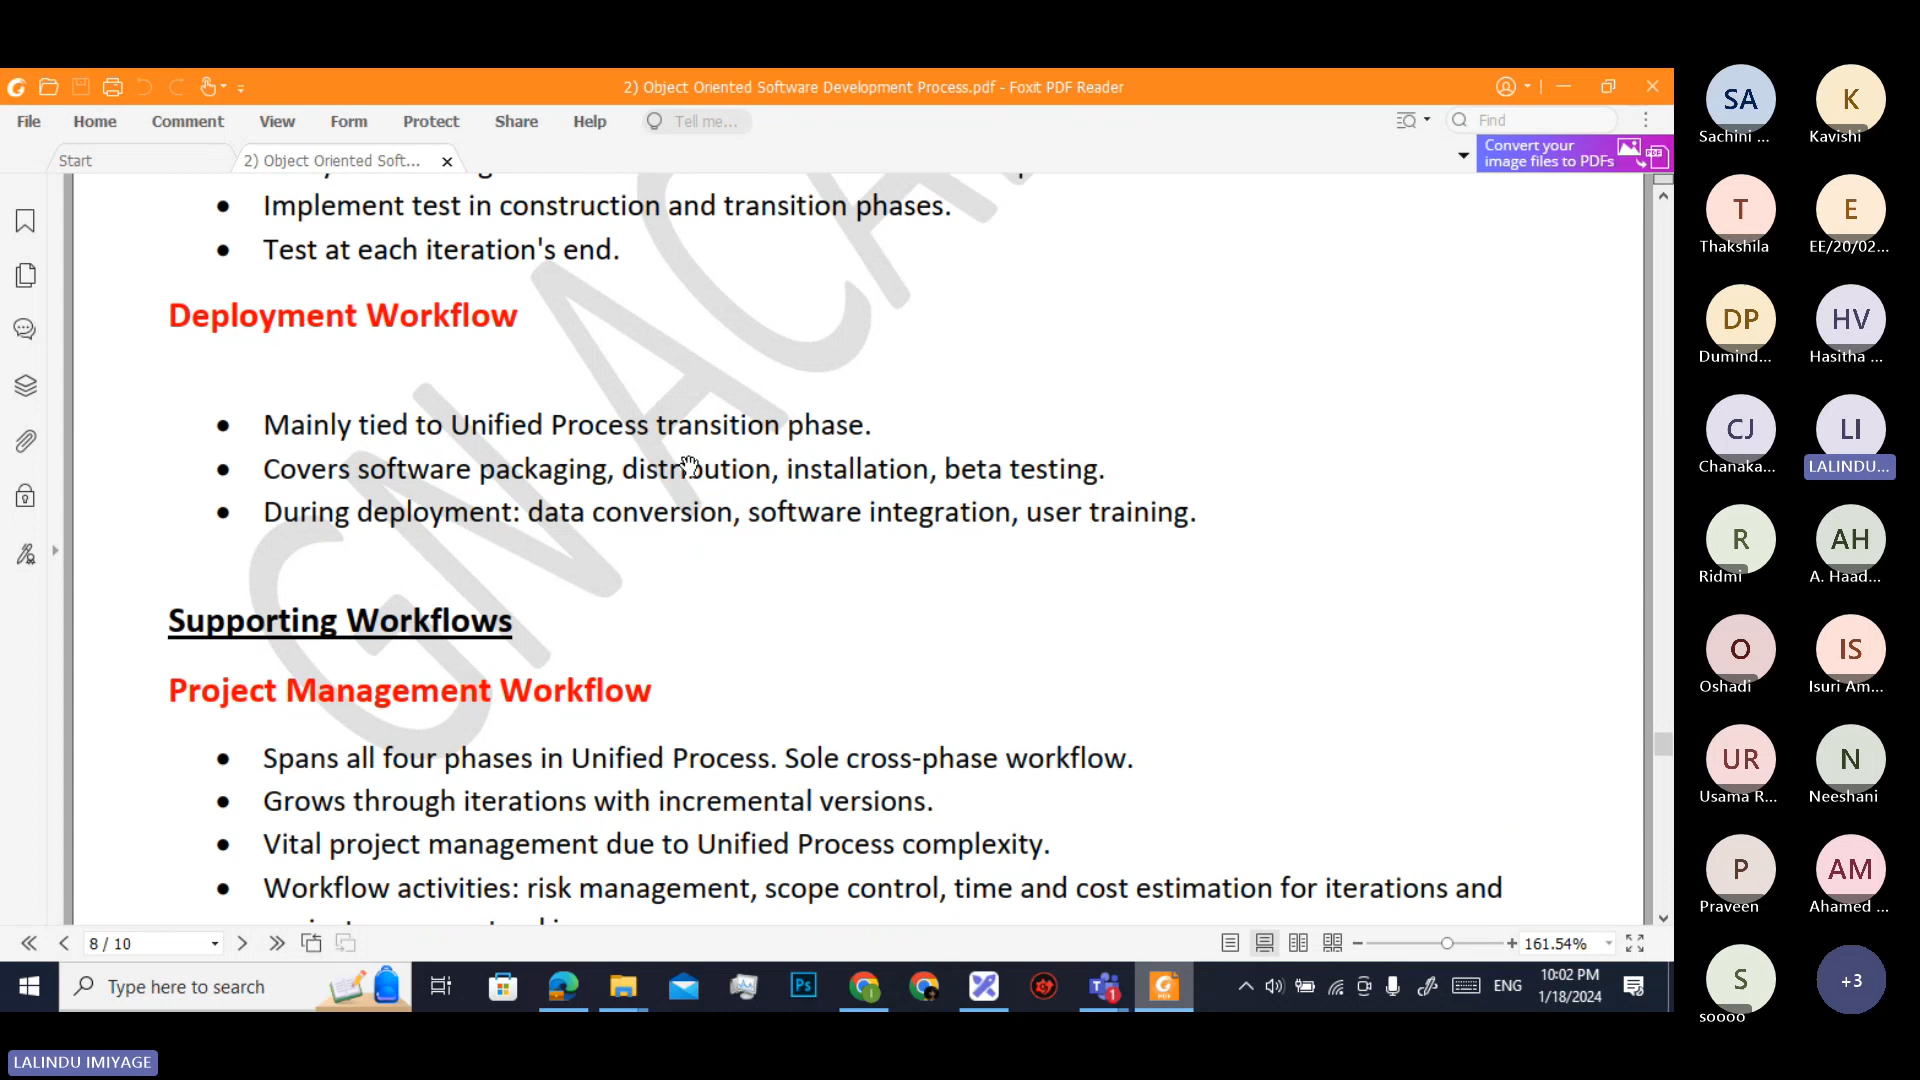 2) Object Oriented Software Development Process.pdf - Foxit PDF Reader
File Home Comment View Form Protect Share Help Tell me... Find
Start 2) Object Oriented Soft...
Convert your
image files to PDFs
PDF
Implement test in construction and transition phases.
Test at each iteration's end.
Deployment Workflow
Mainly tied to Unified Process transition phase.
Covers software packaging, distribution, installation, beta testing.
During deployment: data conversion, software integration, user training.
Supporting Workflows
Project Management Workflow
Spans all four phases in Unified Process. Sole cross-phase workflow.
Grows through iterations with incremental versions.
Vital project management due to Unified Process complexity.
Workflow activities: risk management, scope control, time and cost estimation for iterations and
GN ACA
8 / 10
161.54%
Type here to search
Ps
ENG
10:02 PM
1/18/2024
SA K
Sachini ... Kavishi
T E
Thakshila EE/20/02...
DP HV
Dumind... Hasitha ...
CJ LI
Chanaka... LALINDU...
R AH
Ridmi A. Haad...
O IS
Oshadi Isuri Am...
UR N
Usama R... Neeshani
P AM
Praveen Ahamed ...
S +3
soooo
LALINDU IMIYAGE